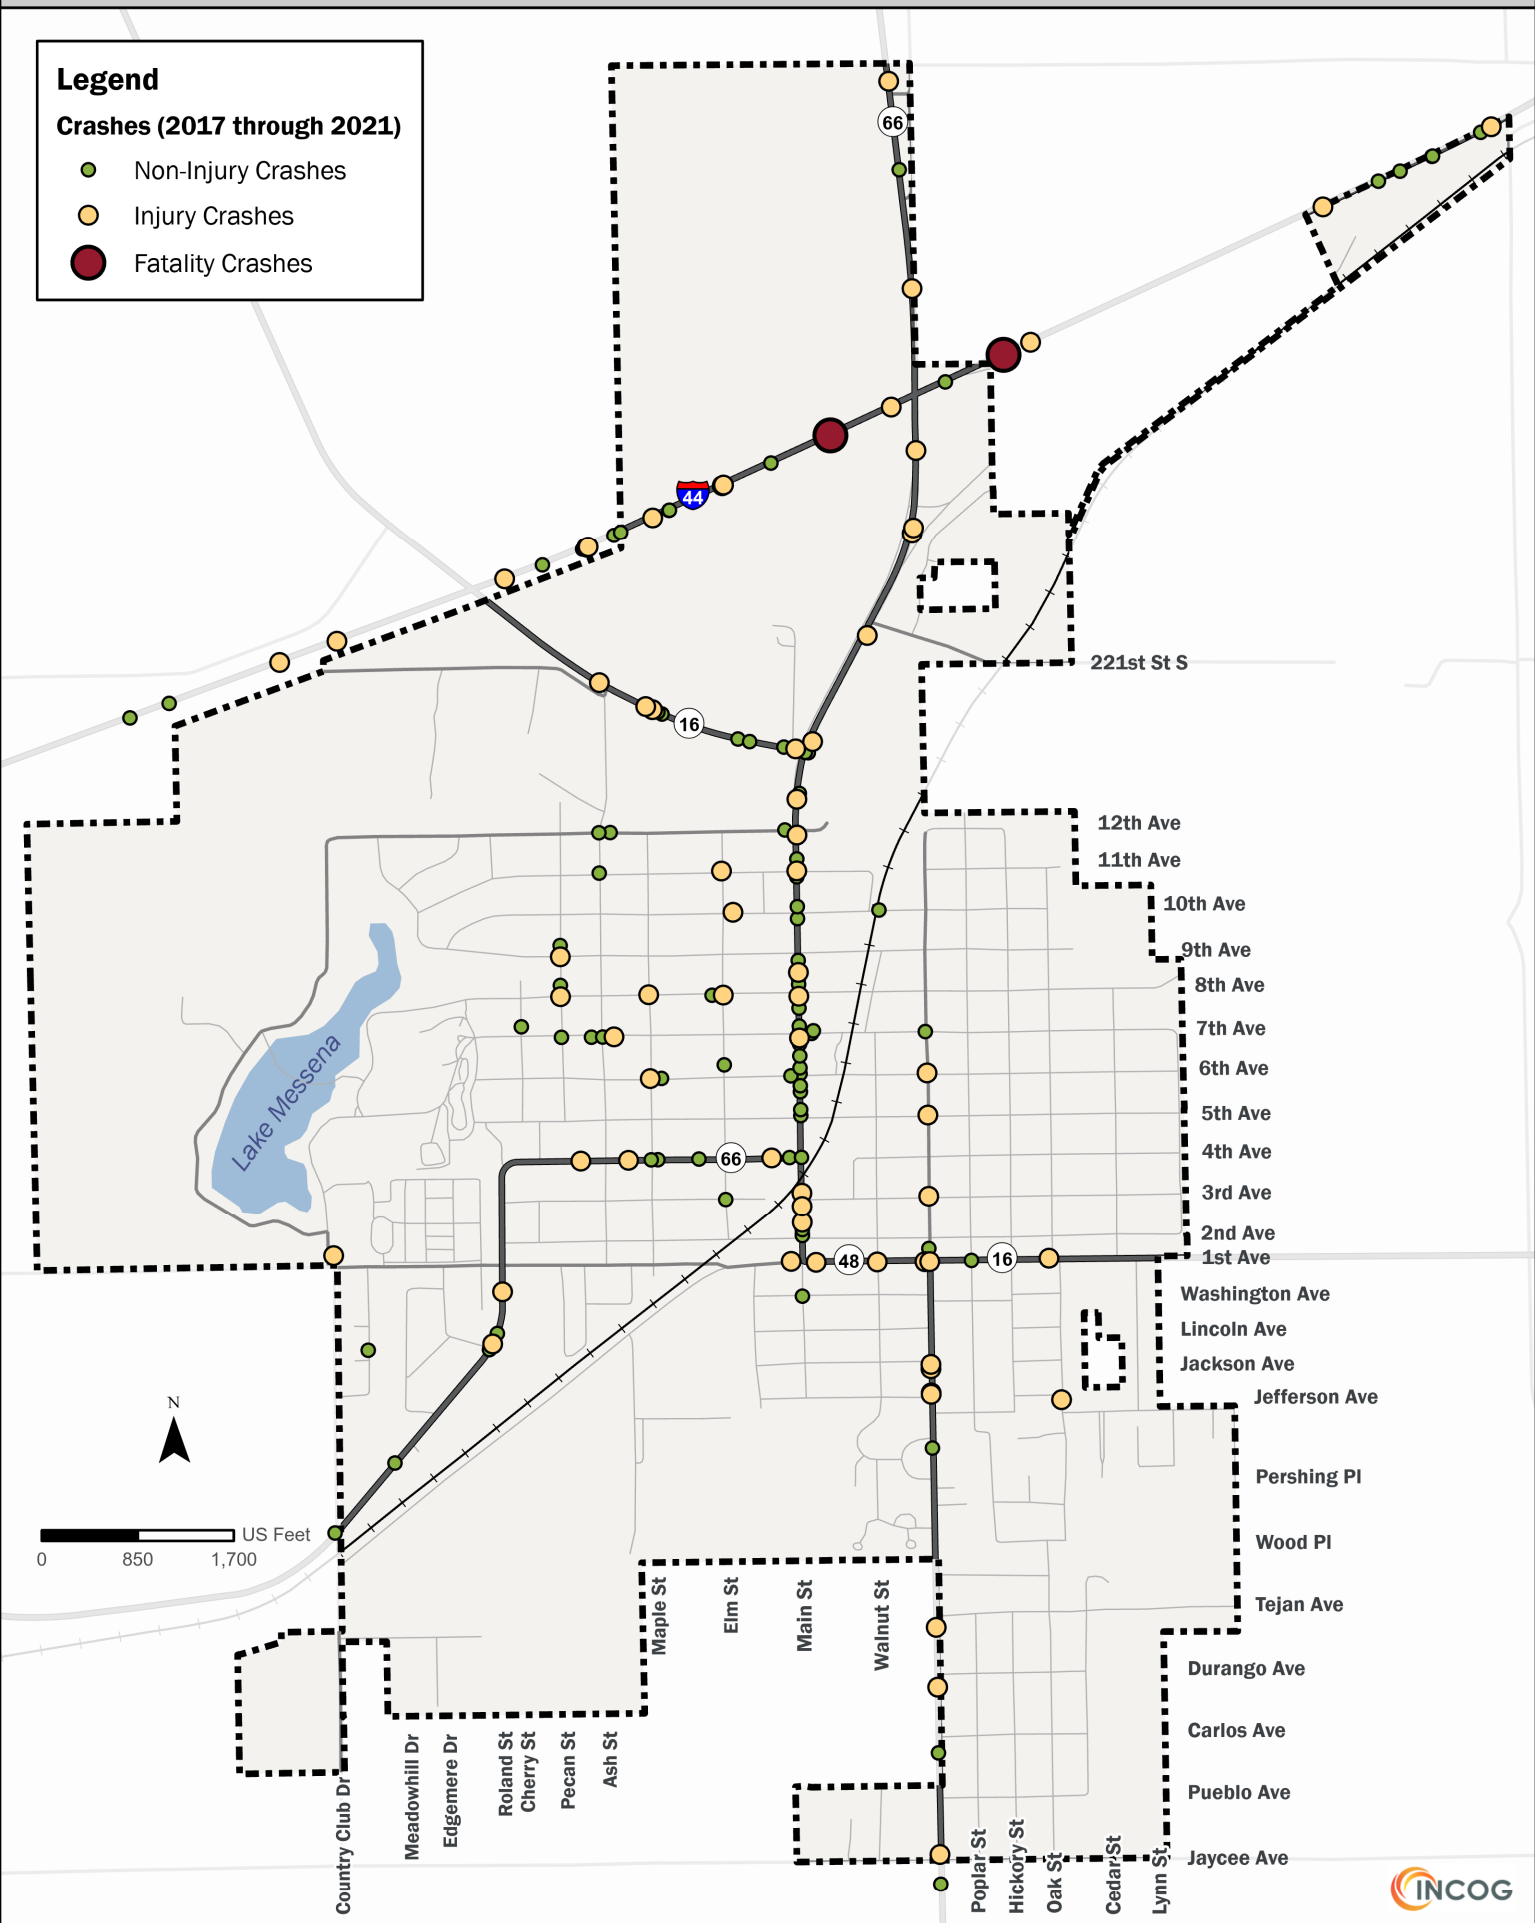 Legend
Crashes (2017 through 2021)
Non-Injury Crashes
Injury Crashes
Fatality Crashes
66
44
16
221st St S
12th Ave
11th Ave
10th Ave
9th Ave
8th Ave
7th Ave
6th Ave
5th Ave
4th Ave
3rd Ave
2nd Ave
1st Ave
Lake Messena
66
48
16
Washington Ave
Lincoln Ave
Jackson Ave
Jefferson Ave
Pershing Pl
Wood Pl
Tejan Ave
Durango Ave
Carlos Ave
Pueblo Ave
Jaycee Ave
N
US Feet
0 850 1,700
Country Club Dr
Meadowhill Dr
Edgemere Dr
Roland St
Cherry St
Pecan St
Ash St
Maple St
Elm St
Main St
Walnut St
Poplar St
Hickory St
Oak St
Cedar St
Lynn St
INCOG